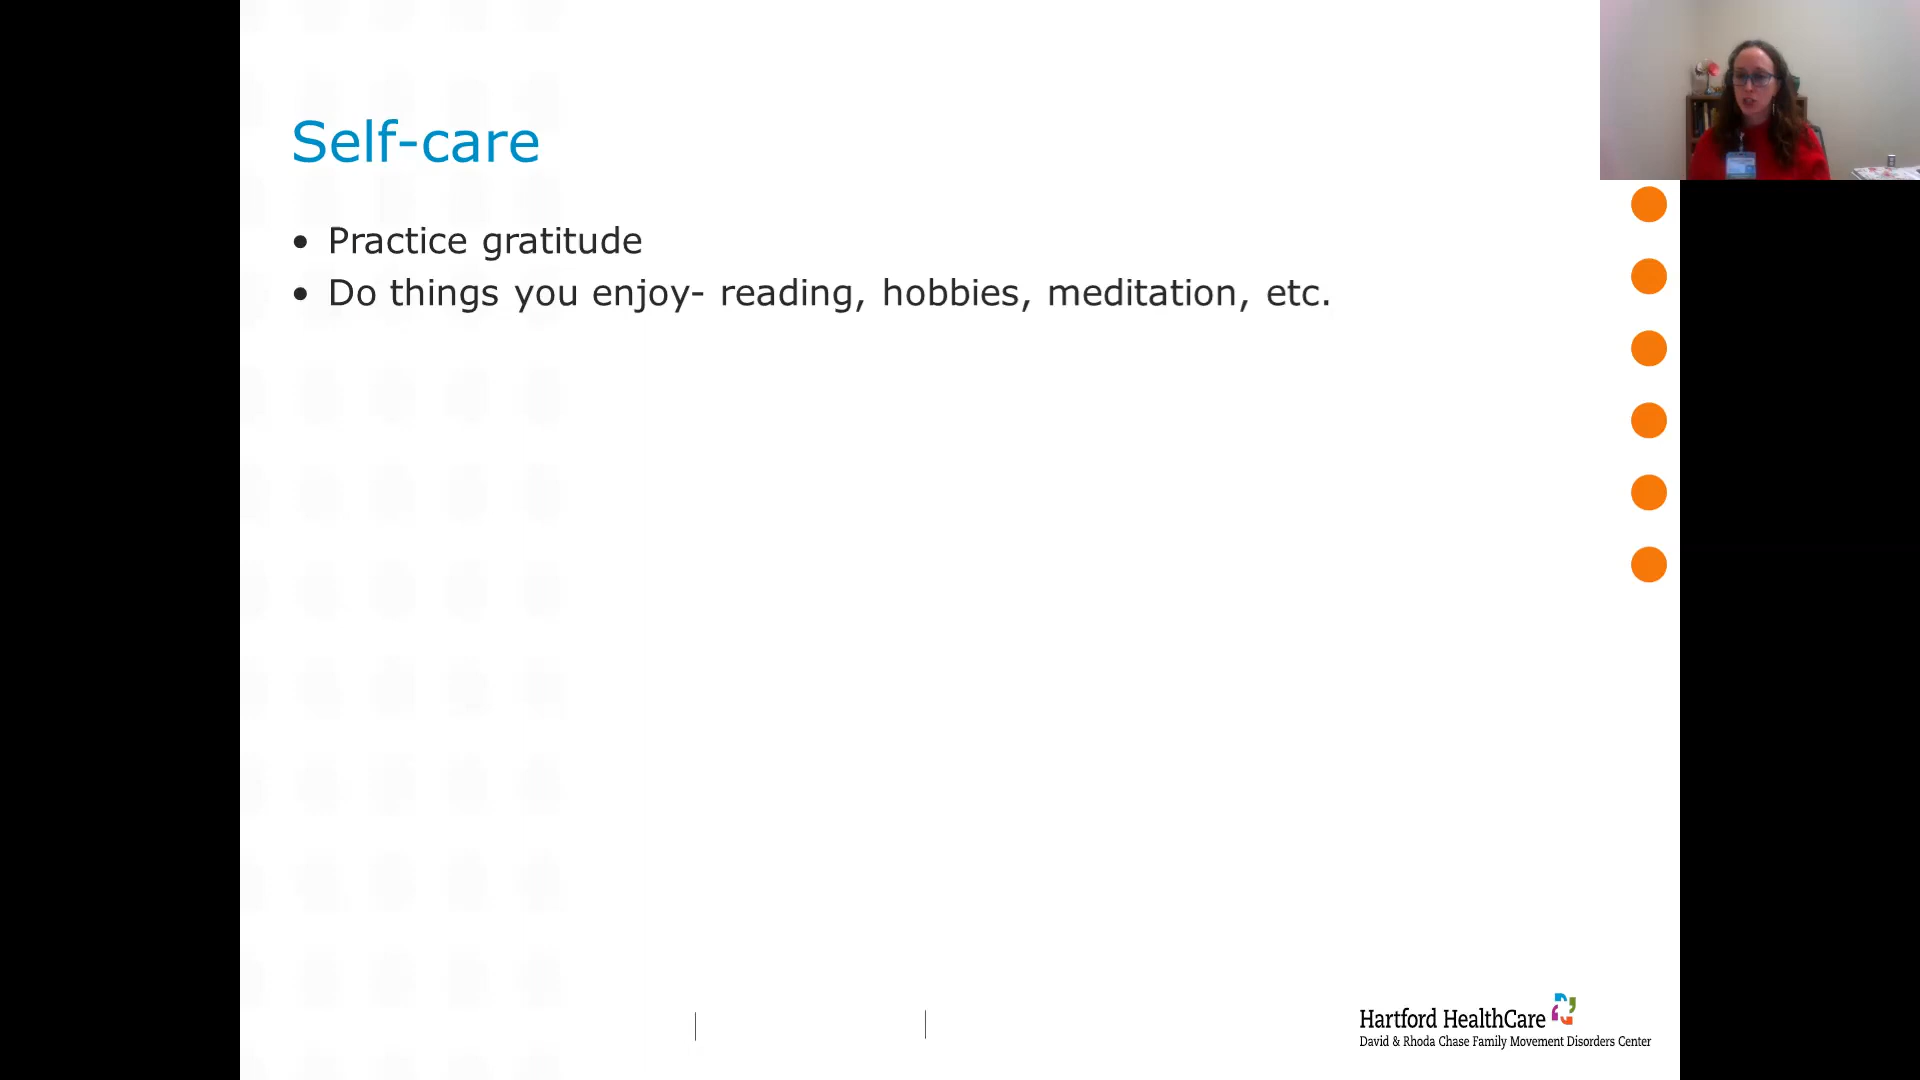 Self-care
• Practice gratitude
• Do things you enjoy- reading, hobbies, meditation, etc.
Hartford HealthCare
David & Rhoda Chase Family Movement Disorders Center